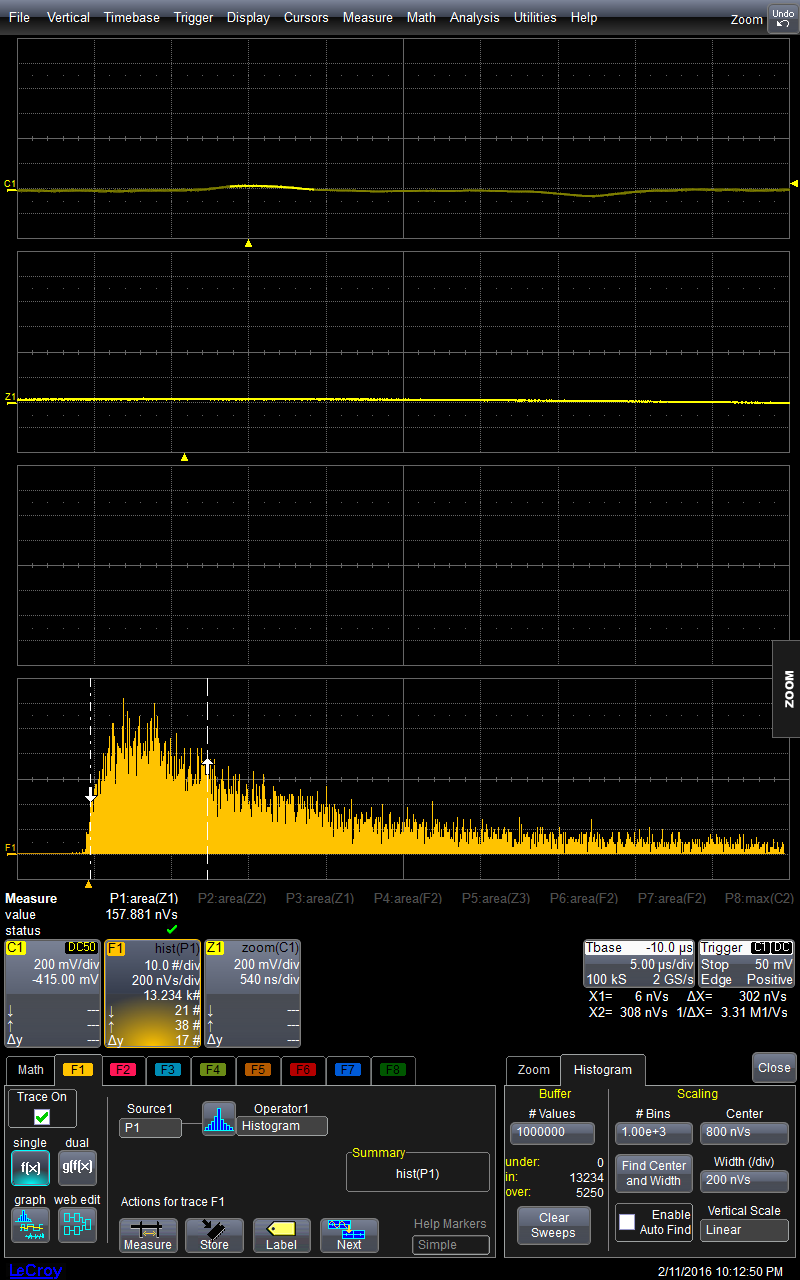 File Vertical Timebase Trigger Display Cursors Measure Math Analysis Utilities Help Zoom Undo
C1
Z1
ZOOM
F1
Measure P1:area(Z1) P2:area(Z2) P3:area(Z1) P4:area(F2) P5:area(Z3) P6:area(F2) P7:area(F2) P8:max(C2)
value 157.881 nVs
status
C1 DC50 F1 hist(P1) Z1 zoom(C1) Tbase -10.0 µs Trigger C1 DC
200 mV/div 10.0 #/div 200 mV/div 5.00 µs/div Stop 50 mV
-415.00 mV 200 nVs/div 540 ns/div 100 kS 2 GS/s Edge Positive
13.234 k# X1= 6 nVs ΔX= 302 nVs
↓ --- ↓ 21 # ↓ --- X2= 308 nVs 1/ΔX= 3.31 M1/Vs
↑ --- ↑ 38 # ↑ ---
Δy --- Δy 17 # Δy ---
Math F1 F2 F3 F4 F5 F6 F7 F8 Zoom Histogram Close
Trace On Buffer Scaling
Source1 Operator1 # Values # Bins Center
P1 Histogram 1000000 1.00e+3 800 nVs
single dual
f(x) g(f(x)) Summary under: 0 Find Center and Width Width (/div)
hist(P1) in: 13234 200 nVs
graph web edit over: 5250
Actions for trace F1 Clear Sweeps Enable Auto Find Vertical Scale
Linear
Measure Store Label Next Help Markers
Simple
LeCroy 2/11/2016 10:12:50 PM